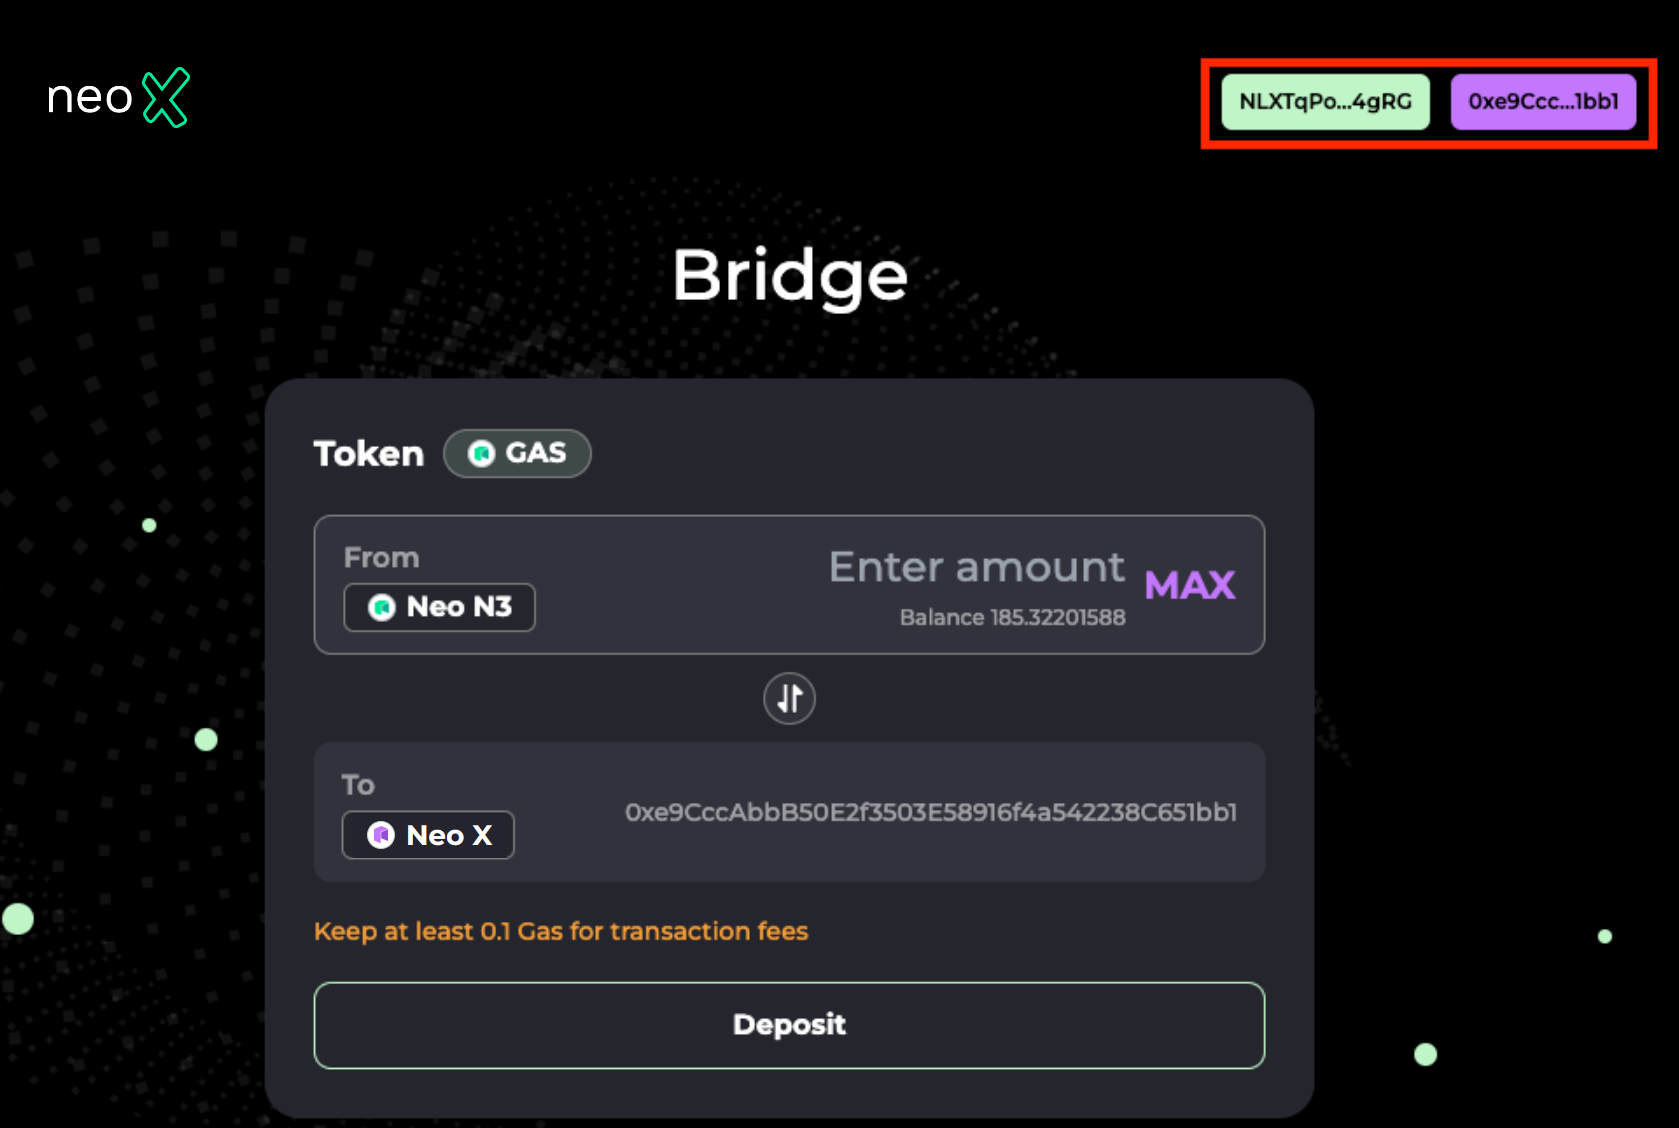 neo X
NLXTqPo...4gRG
0xe9Ccc...1bb1
Bridge
Token
GAS
From
Enter amount
MAX
Neo N3
Balance 185.32201588
To
0xe9CccAbbB50E2f3503E58916f4a542238C651bb1
Neo X
Keep at least 0.1 Gas for transaction fees
Deposit